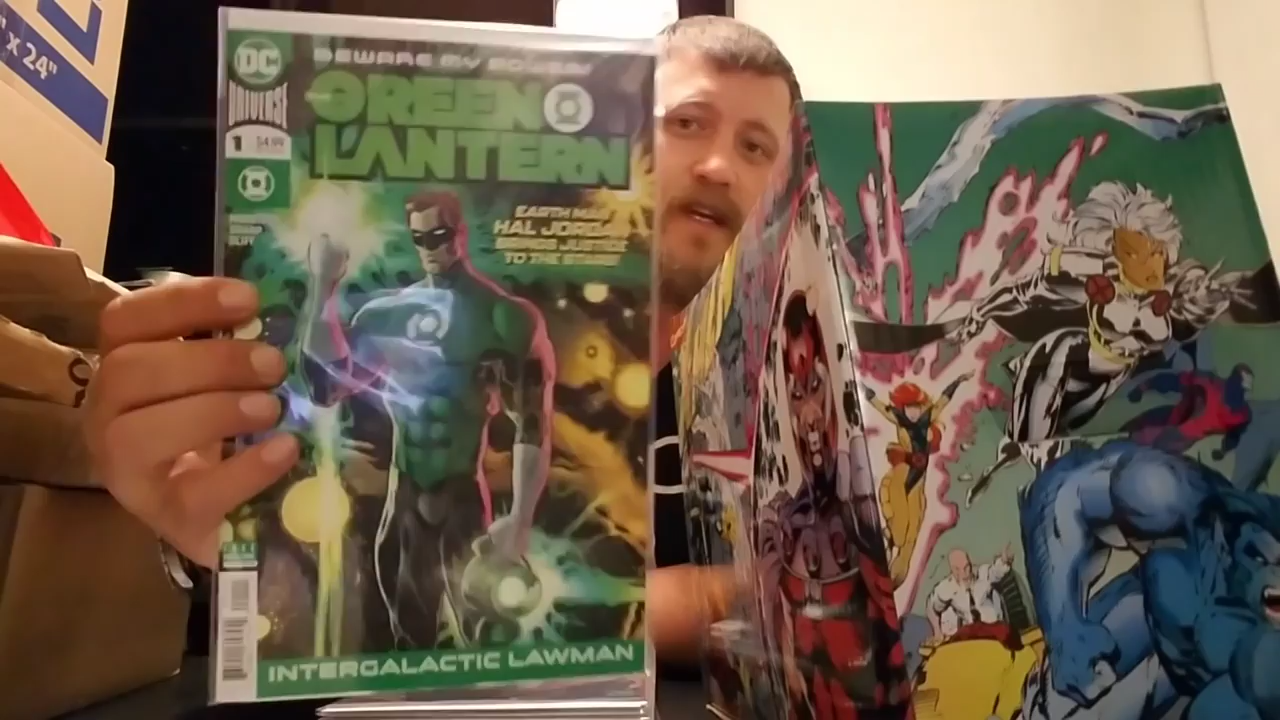 " x 24"
DC
UNIVERSE
BEWARE MY POWER!
GREEN
LANTERN
1 $4.99
EARTH MAN
HAL JORDAN
BRINGS JUSTICE
TO THE STARS!
INTERGALACTIC LAWMAN